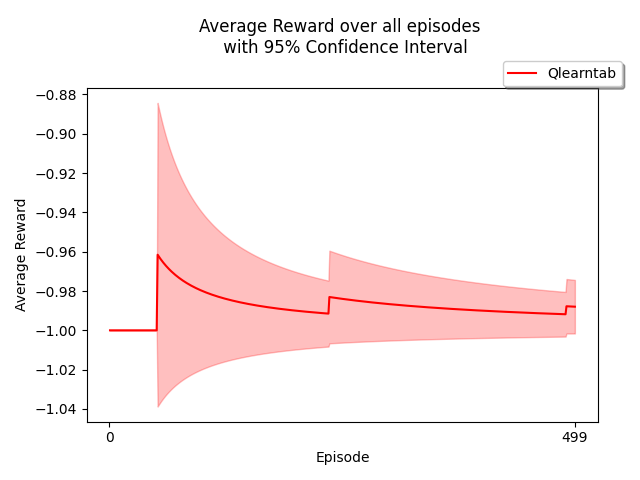 Average Reward over all episodes
with 95% Confidence Interval
Qlearntab
−0.88
−0.90
−0.92
−0.94
−0.96
−0.98
−1.00
−1.02
−1.04
Average Reward
0
499
Episode